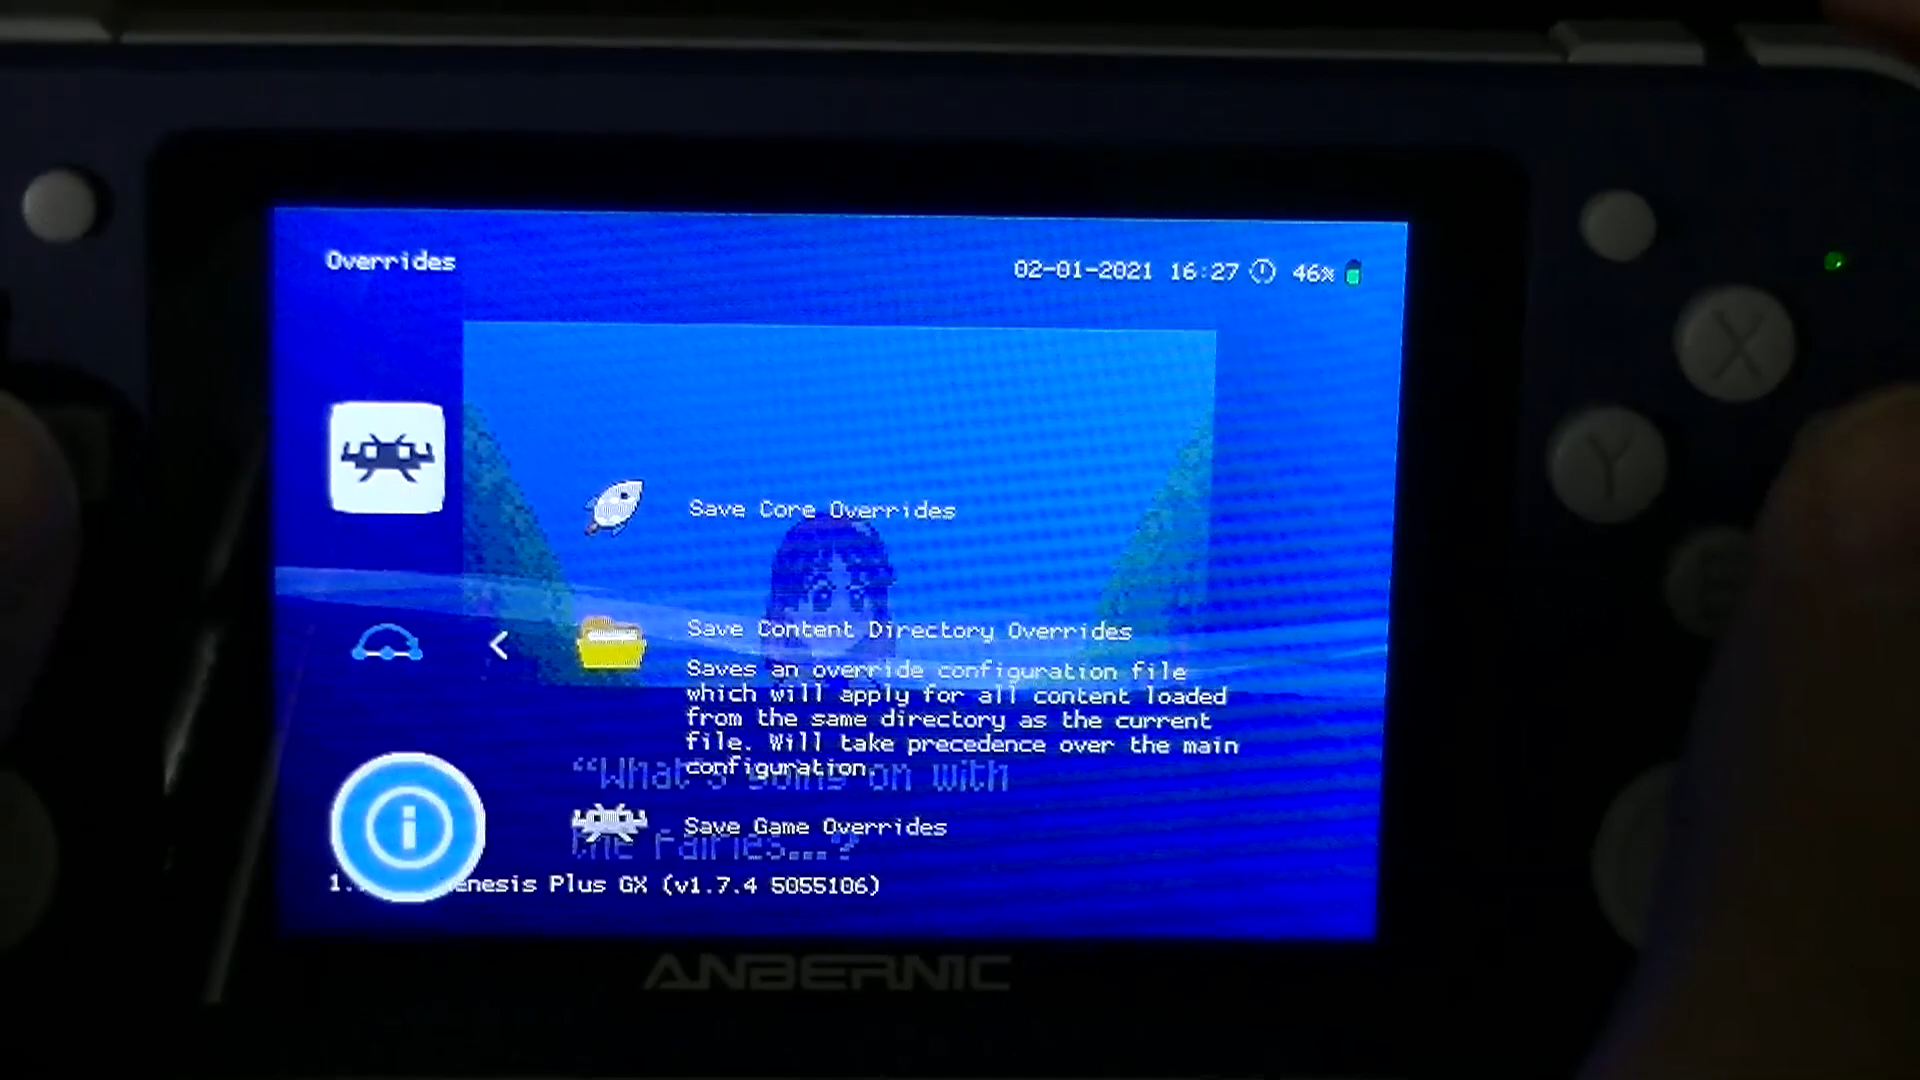 Overrides
02-01-2021 16:27 46%
X
Y
Save Core Overrides
Save Content Directory Overrides
Saves an override configuration file
which will apply for all content loaded
from the same directory as the current
file. Will take precedence over the main
configuration.
“What's going on with
Save Game Overrides
the Fairies...?
1. enesis Plus GX (v1.7.4 5055106)
ANBERNIC